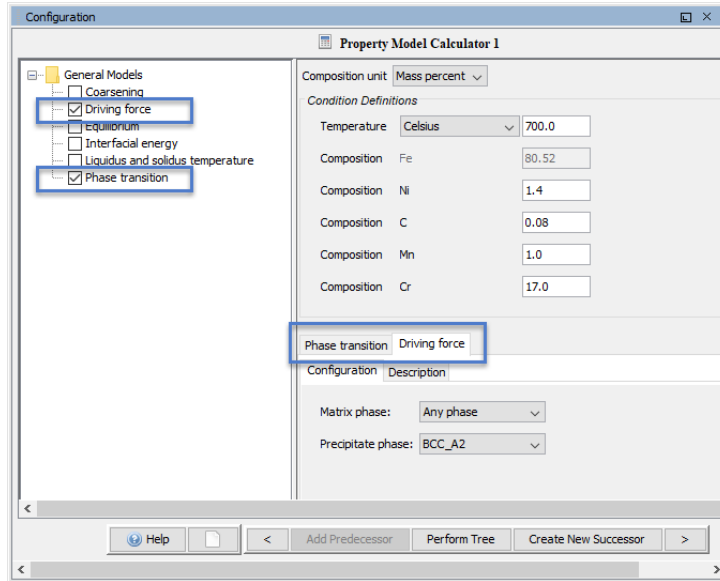 Configuration
Property Model Calculator 1
General Models
Coarsening
Driving force
Equilibrium
Interfacial energy
Liquidus and solidus temperature
Phase transition
Composition unit Mass percent
Condition Definitions
Temperature Celsius 700.0
Composition Fe 80.52
Composition Ni 1.4
Composition C 0.08
Composition Mn 1.0
Composition Cr 17.0
Phase transition Driving force
Configuration Description
Matrix phase: Any phase
Precipitate phase: BCC_A2
Help < Add Predecessor Perform Tree Create New Successor >